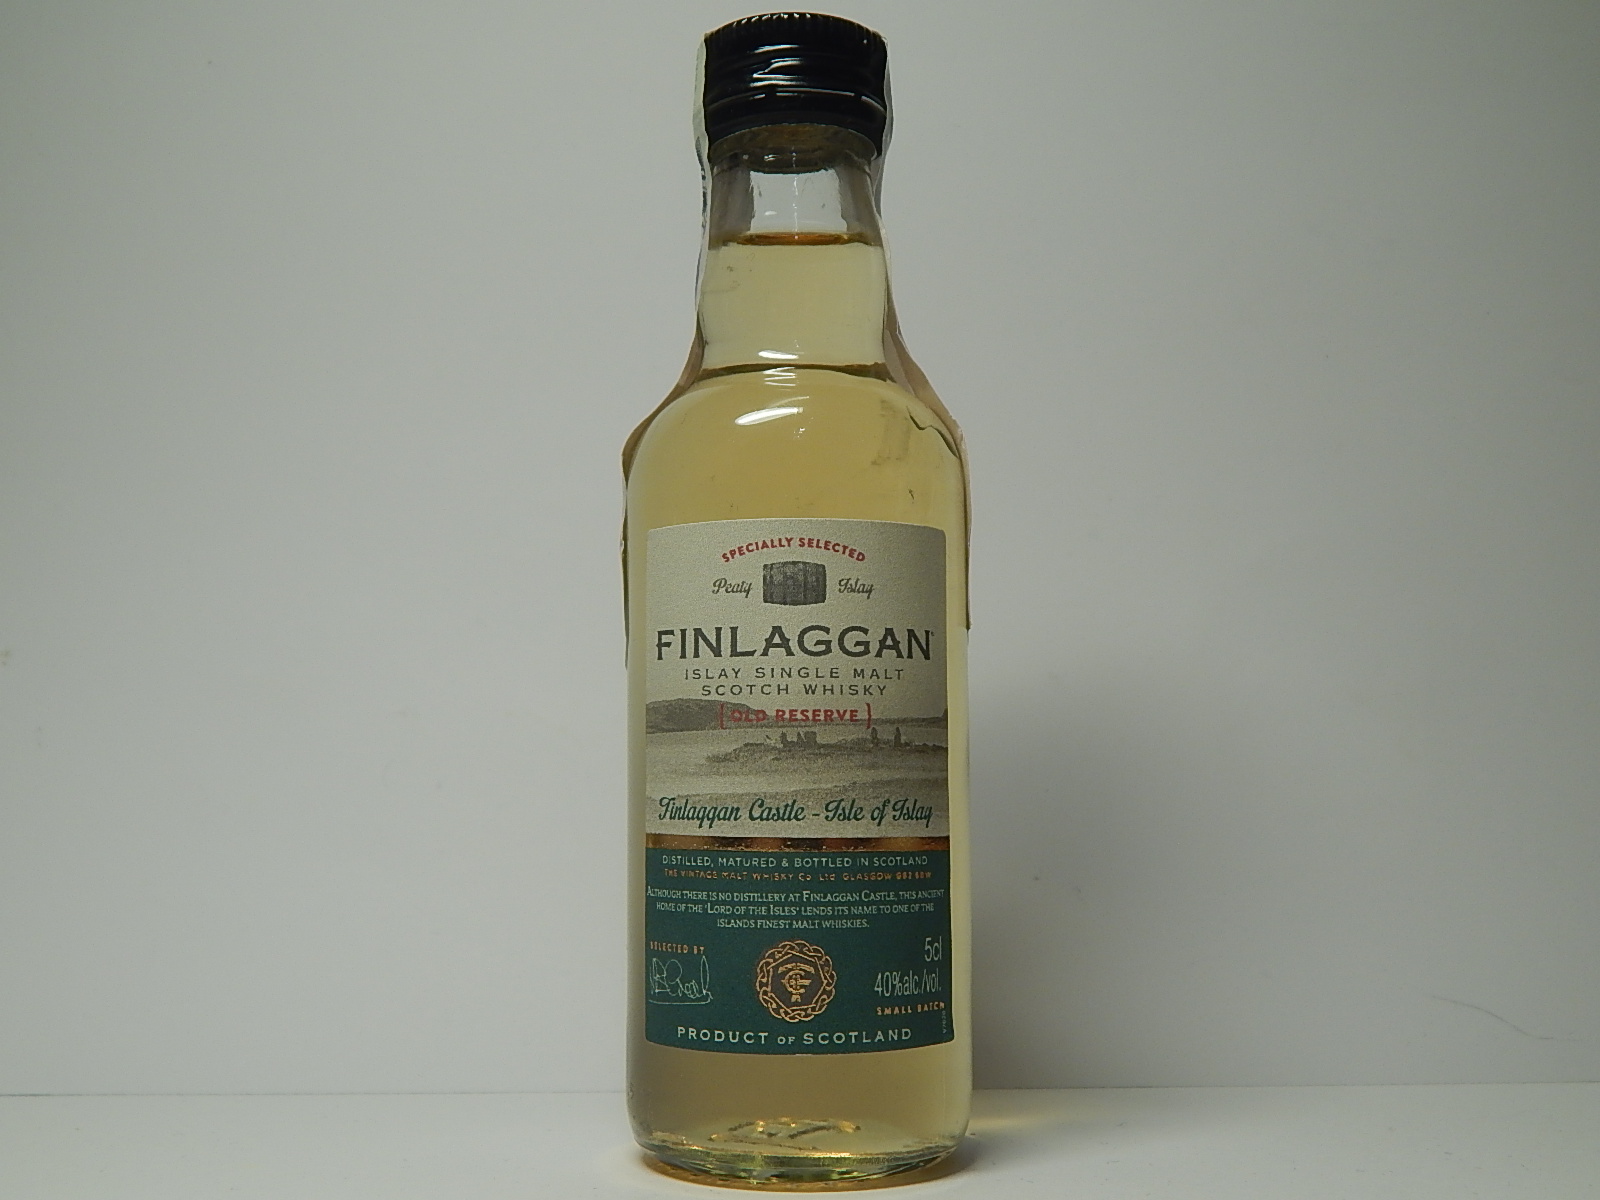 SPECIALLY SELECTED
Peaty Islay
FINLAGGAN
ISLAY SINGLE MALT
SCOTCH WHISKY
[OLD RESERVE]
Finlaggan Castle - Isle of Islay
DISTILLED, MATURED & BOTTLED IN SCOTLAND
THE VINTAGE MALT WHISKY Co Ltd GLASGOW
ALTHOUGH THERE IS NO DISTILLERY AT FINLAGGAN CASTLE, THIS ANCIENT
HOME OF THE 'LORD OF THE ISLES' LENDS ITS NAME TO ONE OF THE
ISLANDS FINEST MALT WHISKIES.
SELECTED BY
5cl
40%alc./vol.
SMALL BATCH
PRODUCT OF SCOTLAND